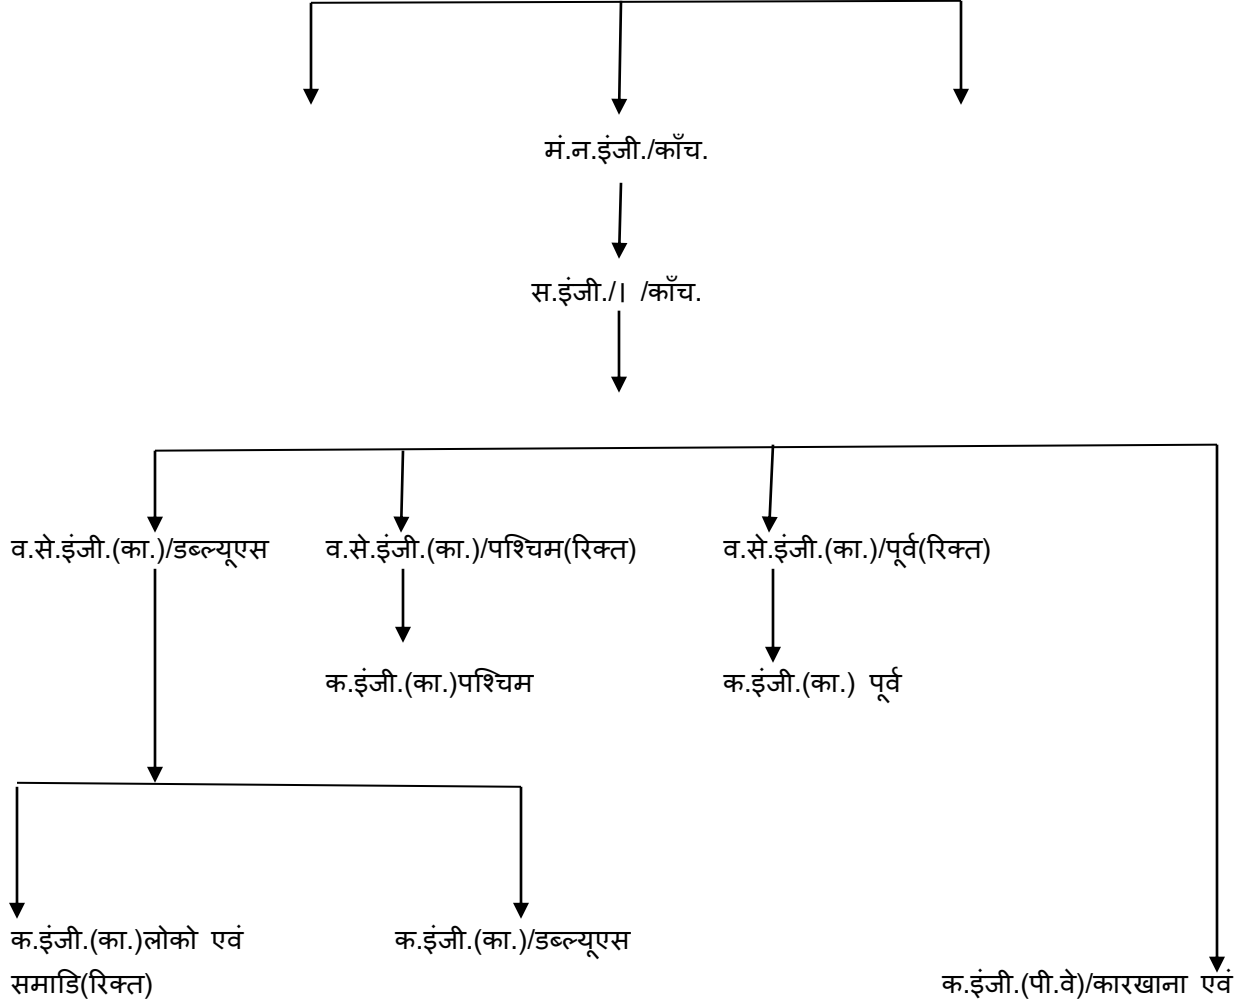 मं.न.इंजी./काँच.
स.इंजी./। /काँच.
व.से.इंजी.(का.)/डब्ल्यूएस
व.से.इंजी.(का.)/पश्चिम(रिक्त)
व.से.इंजी.(का.)/पूर्व(रिक्त)
क.इंजी.(का.)पश्चिम
क.इंजी.(का.) पूर्व
क.इंजी.(का.)लोको एवं
समाडि(रिक्त)
क.इंजी.(का.)/डब्ल्यूएस
क.इंजी.(पी.वे)/कारखाना एवं